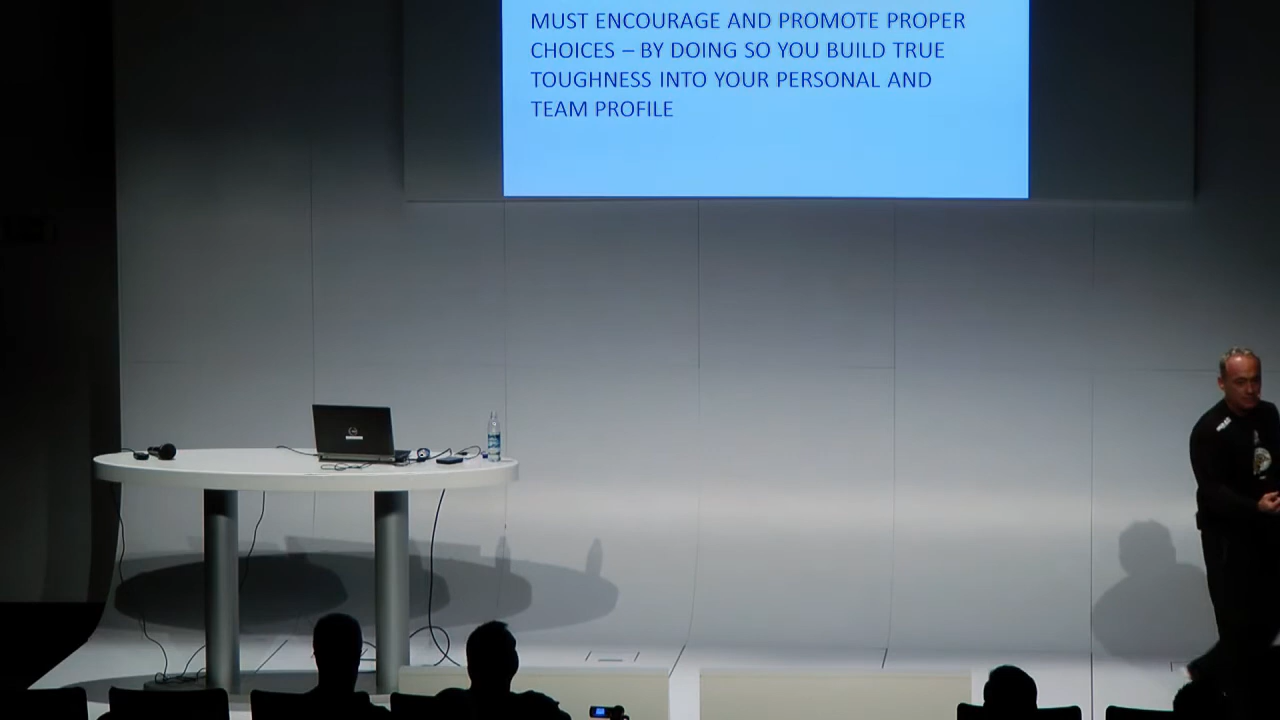 MUST ENCOURAGE AND PROMOTE PROPER
CHOICES – BY DOING SO YOU BUILD TRUE
TOUGHNESS INTO YOUR PERSONAL AND
TEAM PROFILE